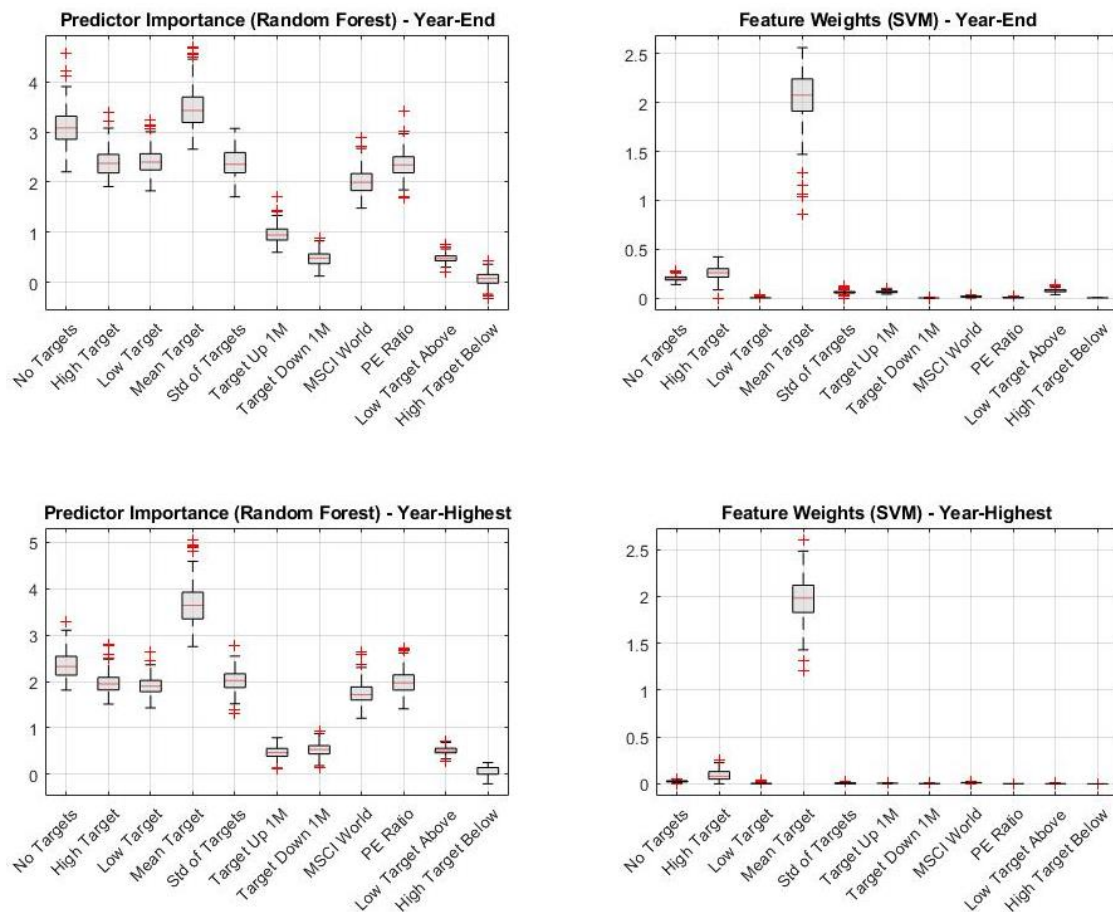 Predictor Importance (Random Forest) - Year-End
4
3
2
1
0
No Targets
High Target
Low Target
Mean Target
Std of Targets
Target Up 1M
Target Down 1M
MSCI World
PE Ratio
Low Target Above
High Target Below
Feature Weights (SVM) - Year-End
2.5
2
1.5
1
0.5
0
No Targets
High Target
Low Target
Mean Target
Std of Targets
Target Up 1M
Target Down 1M
MSCI World
PE Ratio
Low Target Above
High Target Below
Predictor Importance (Random Forest) - Year-Highest
5
4
3
2
1
0
No Targets
High Target
Low Target
Mean Target
Std of Targets
Target Up 1M
Target Down 1M
MSCI World
PE Ratio
Low Target Above
High Target Below
Feature Weights (SVM) - Year-Highest
2.5
2
1.5
1
0.5
0
No Targets
High Target
Low Target
Mean Target
Std of Targets
Target Up 1M
Target Down 1M
MSCI World
PE Ratio
Low Target Above
High Target Below